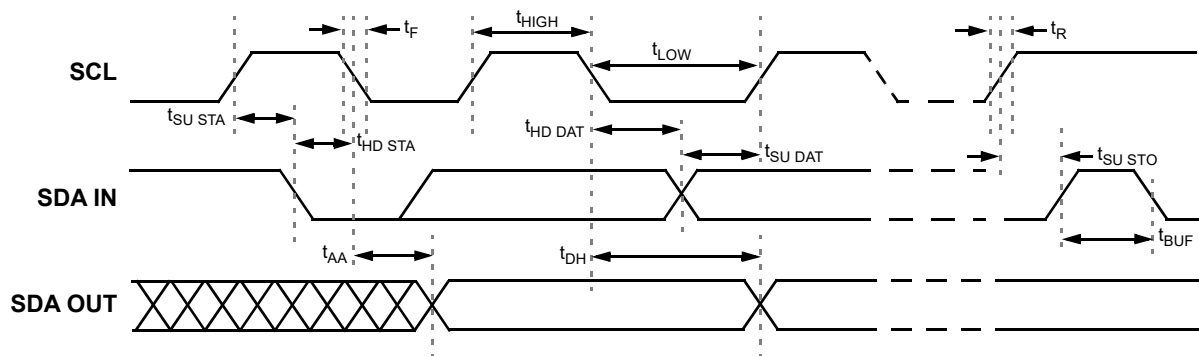 tF
tHIGH
tR
tLOW
SCL
tSU STA
tHD STA
tHD DAT
tSU DAT
tSU STO
SDA IN
tAA
tDH
tBUF
SDA OUT